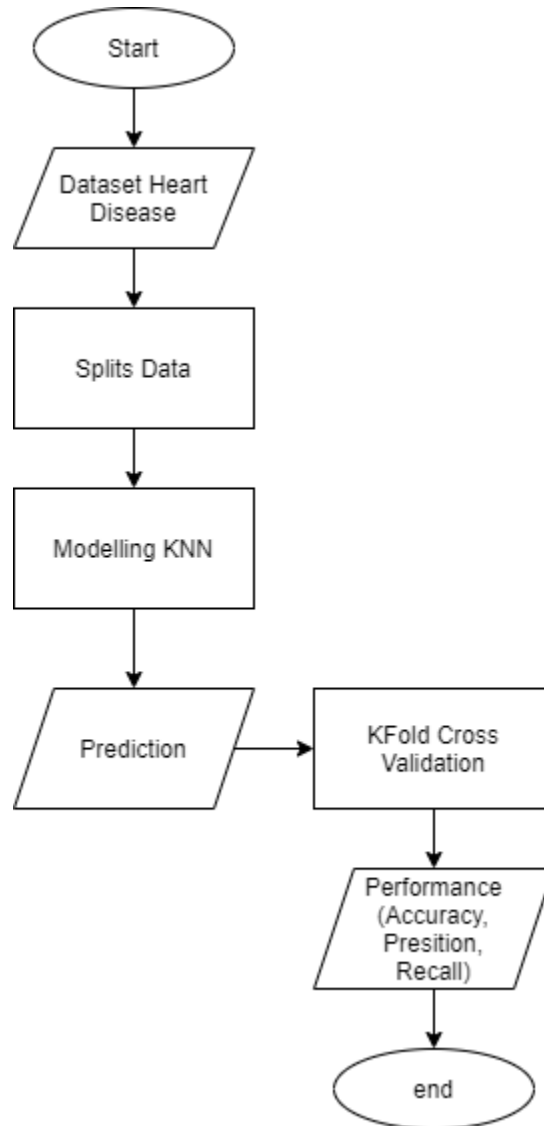 Start
Dataset Heart
Disease
Splits Data
Modelling KNN
Prediction
KFold Cross
Validation
Performance
(Accuracy,
Presition,
Recall)
end